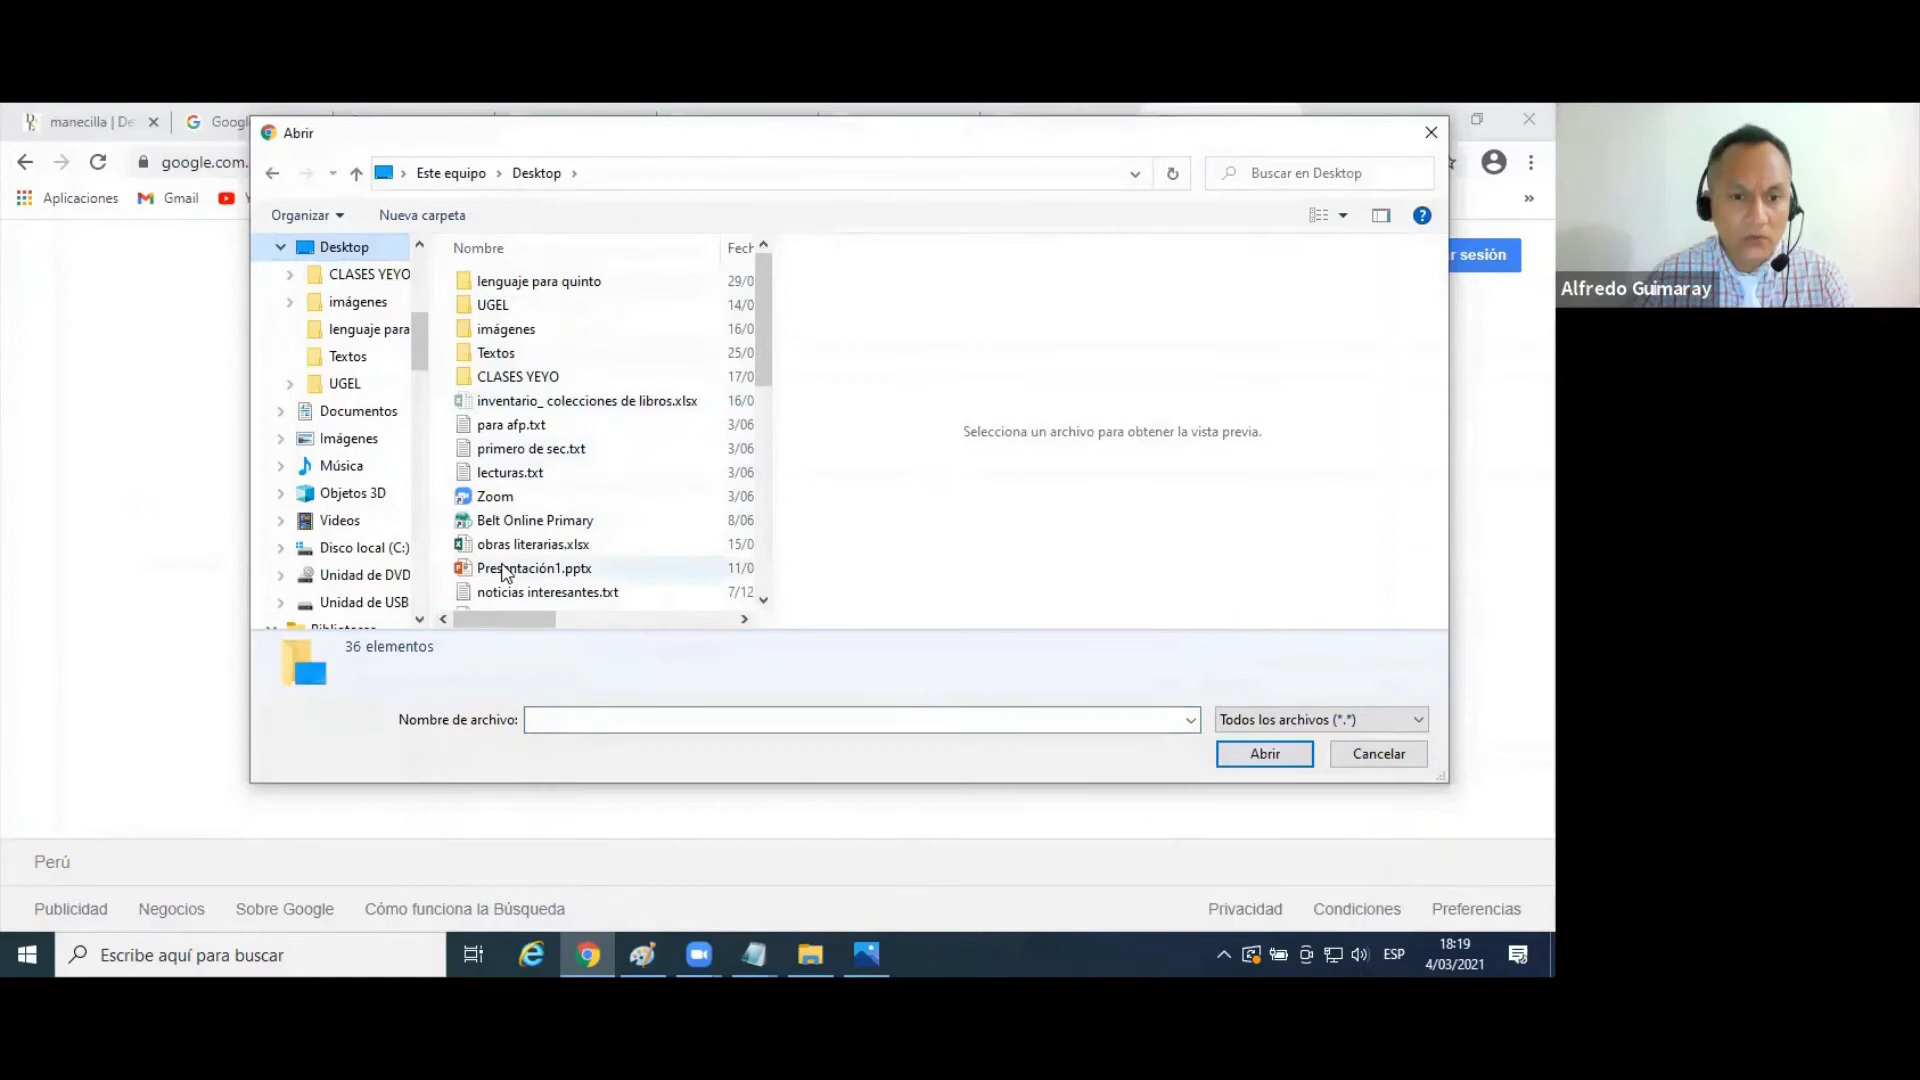 manecilla | De
Googl
Abrir
google.com.
Este equipo
Desktop
Buscar en Desktop
Aplicaciones
Gmail
Organizar
Nueva carpeta
Desktop
CLASES YEYO
imágenes
lenguaje para
Textos
UGEL
Documentos
Imágenes
Música
Objetos 3D
Videos
Disco local (C:)
Unidad de DVD
Unidad de USB
Nombre
Fech
lenguaje para quinto 29/0
UGEL 14/0
imágenes 16/0
Textos 25/0
CLASES YEYO 17/0
inventario_ colecciones de libros.xlsx 16/0
para afp.txt 3/06
primero de sec.txt 3/06
lecturas.txt 3/06
Zoom 3/06
Belt Online Primary 8/06
obras literarias.xlsx 15/0
Presentación1.pptx 11/0
noticias interesantes.txt 7/12
Selecciona un archivo para obtener la vista previa.
r sesión
Alfredo Guimaray
36 elementos
Nombre de archivo:
Todos los archivos (*.*)
Abrir
Cancelar
Perú
Publicidad
Negocios
Sobre Google
Cómo funciona la Búsqueda
Privacidad
Condiciones
Preferencias
Escribe aquí para buscar
ESP
18:19
4/03/2021